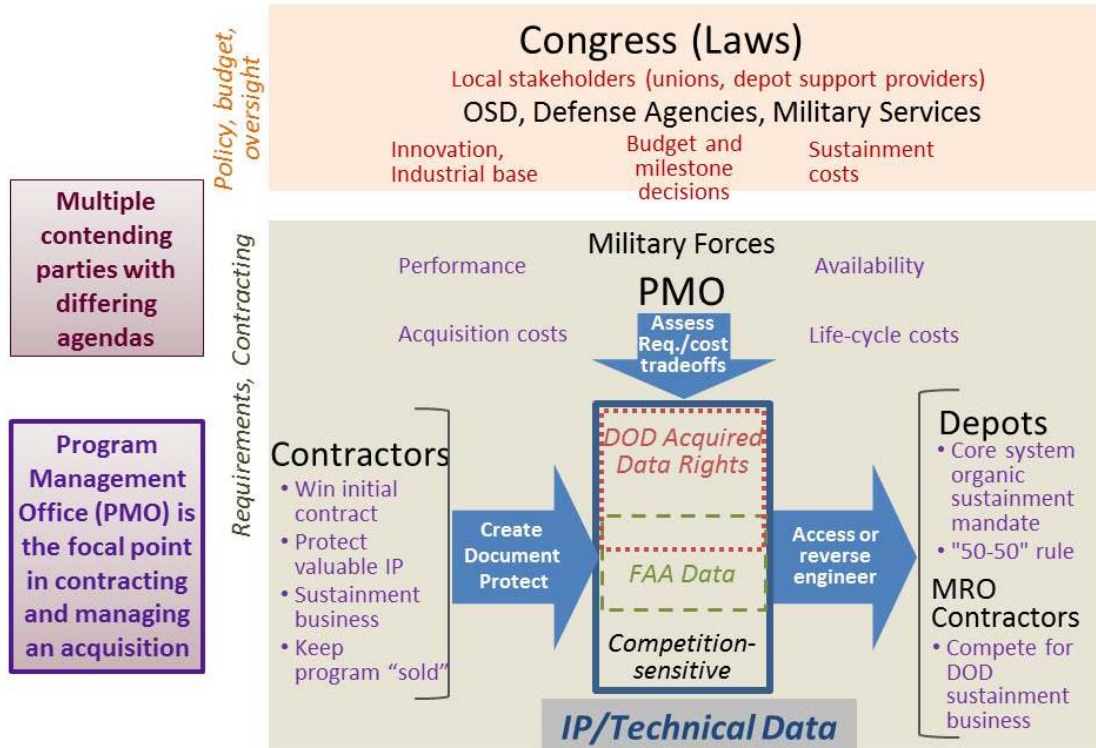 Policy, budget,
oversight
Congress (Laws)
Local stakeholders (unions, depot support providers)
OSD, Defense Agencies, Military Services
Innovation,
Industrial base
Budget and
milestone
decisions
Sustainment
costs
Multiple
contending
parties with
differing
agendas
Program
Management
Office (PMO) is
the focal point
in contracting
and managing
an acquisition
Requirements, Contracting
Military Forces
PMO
Performance
Availability
Acquisition costs
Life-cycle costs
Assess
Req./cost
tradeoffs
Contractors
• Win initial
contract
• Protect
valuable IP
• Sustainment
business
• Keep
program “sold”
Create
Document
Protect
DOD Acquired
Data Rights
FAA Data
Competition-
sensitive
IP/Technical Data
Access or
reverse
engineer
Depots
• Core system
organic
sustainment
mandate
• "50-50" rule
MRO
Contractors
• Compete for
DOD
sustainment
business